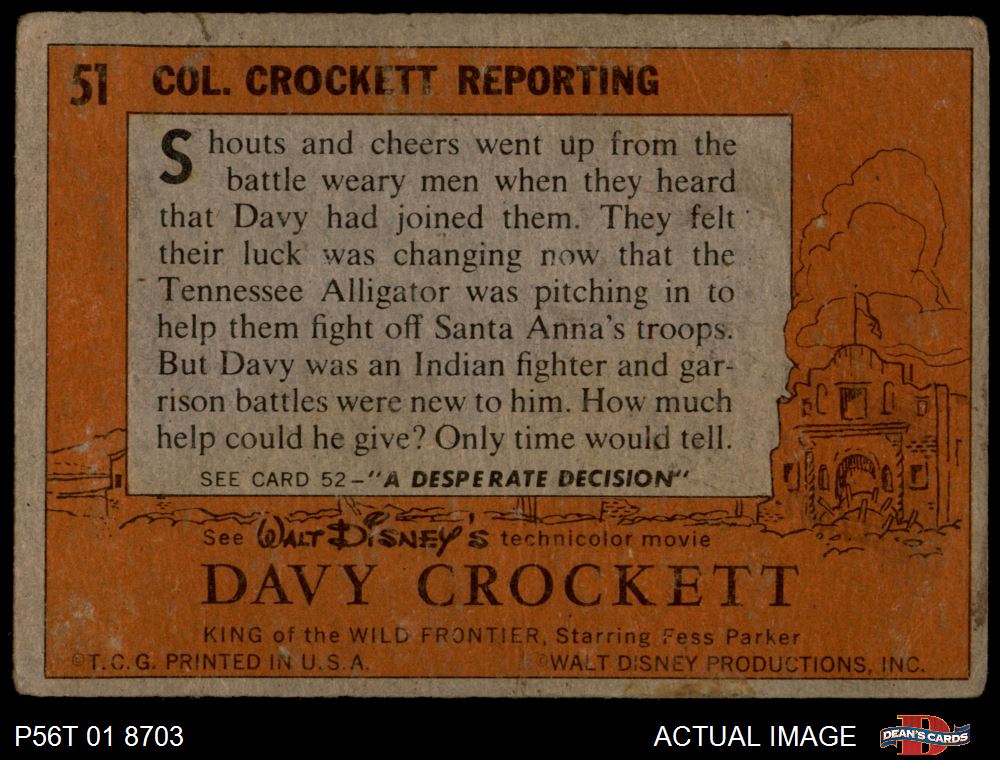 51 COL. CROCKETT REPORTING
Shouts and cheers went up from the
battle weary men when they heard
that Davy had joined them. They felt
their luck was changing now that the
Tennessee Alligator was pitching in to
help them fight off Santa Anna's troops.
But Davy was an Indian fighter and gar-
rison battles were new to him. How much
help could he give? Only time would tell.
SEE CARD 52-"A DESPERATE DECISION"
See WALT DISNEY'S technicolor movie
DAVY CROCKETT
KING of the WILD FRONTIER, Starring Fess Parker
©T.C.G. PRINTED IN U.S.A. ©WALT DISNEY PRODUCTIONS, INC.
P56T 01 8703 ACTUAL IMAGE DEAN'S CARDS